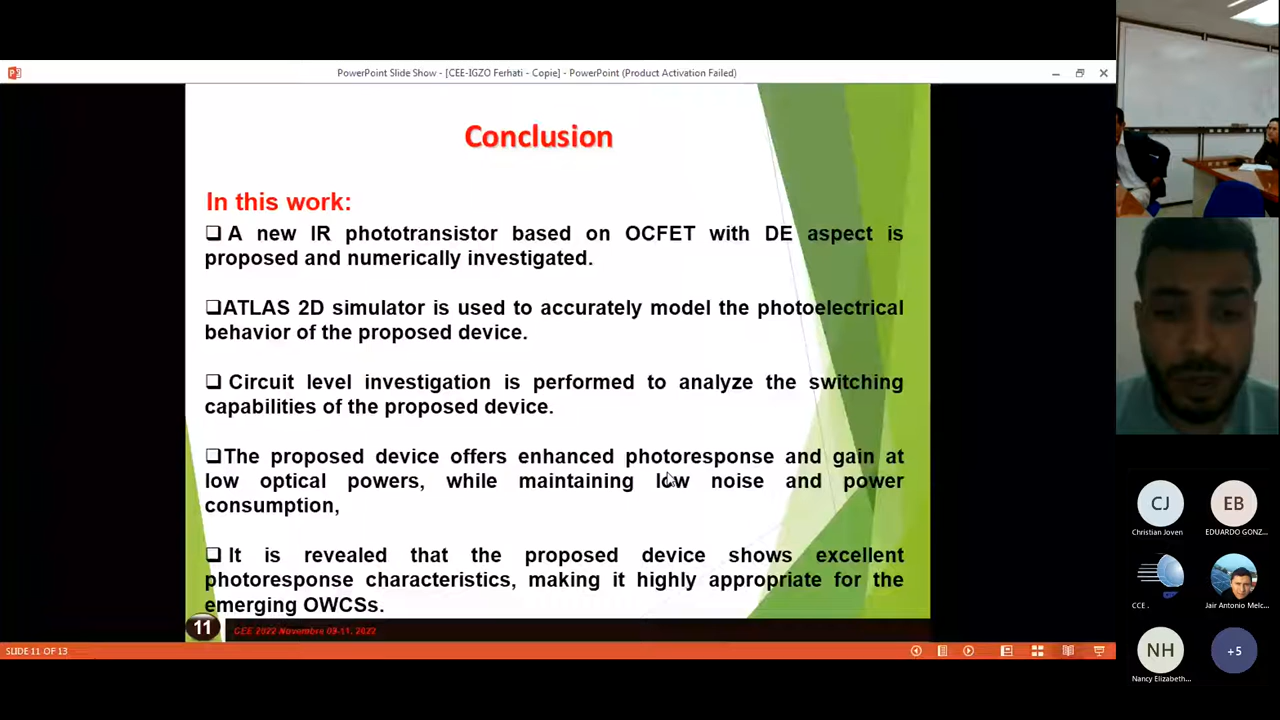 PowerPoint Slide Show - [CEE-IGZO Ferhati - Copie] - PowerPoint (Product Activation Failed)
Conclusion
In this work:
❑ A new IR phototransistor based on OCFET with DE aspect is
proposed and numerically investigated.
❑ATLAS 2D simulator is used to accurately model the photoelectrical
behavior of the proposed device.
❑ Circuit level investigation is performed to analyze the switching
capabilities of the proposed device.
❑The proposed device offers enhanced photoresponse and gain at
low optical powers, while maintaining low noise and power
consumption,
❑ It is revealed that the proposed device shows excellent
photoresponse characteristics, making it highly appropriate for the
emerging OWCSs.
11
CEE 2022 Novembre 09-11, 2022
SLIDE 11 OF 13
CJ
Christian Joven
EB
EDUARDO GONZ...
CCE .
Jair Antonio Melc...
NH
Nancy Elizabeth...
+5